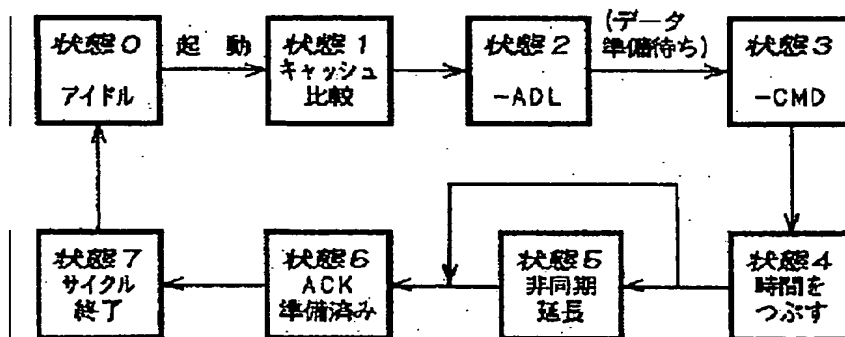 状態0
アイドル
起動
状態1
キャッシュ
比較
状態2
-ADL
(データ
準備待ち)
状態3
-CMD
状態4
時間を
つぶす
状態5
非同期
延長
状態6
ACK
準備済み
状態7
サイクル
終了